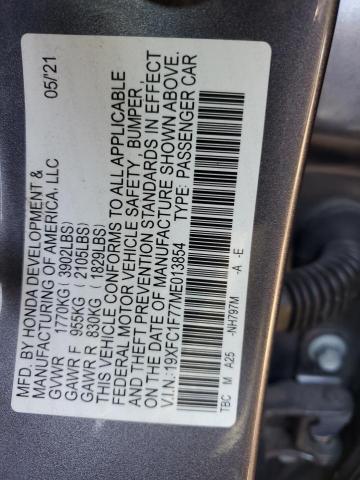 MFD. BY HONDA DEVELOPMENT & 05/21
MANUFACTURING OF AMERICA. LLC
GVWR 1770KG (3902LBS)
GAWR F 955KG (2105LBS)
GAWR R 830KG (1829LBS)
THIS VEHICLE CONFORMS TO ALL APPLICABLE
FEDERAL MOTOR VEHICLE SAFETY, BUMPER,
AND THEFT PREVENTION STANDARDS IN EFFECT
ON THE DATE OF MANUFACTURE SHOWN ABOVE.
V.I.N.:19XFC1F77ME013854 TYPE: PASSENGER CAR
-NH797M -A -E
TBC M A25